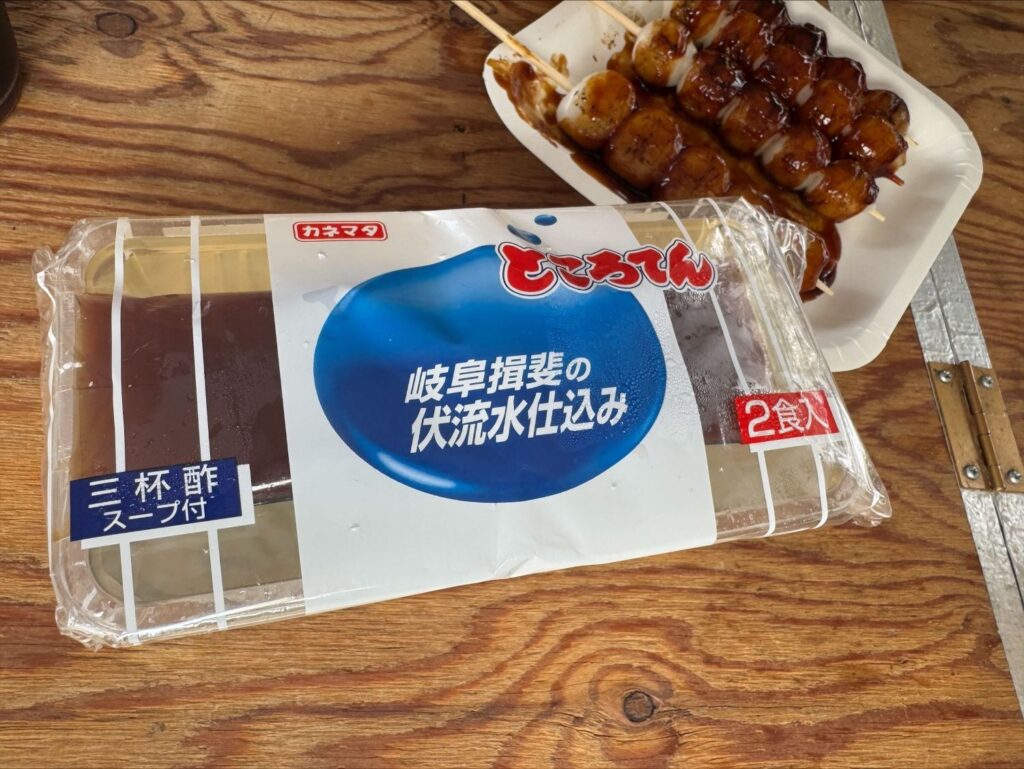 カネマタ
ところてん
岐阜揖斐の
伏流水仕込み
2食入
三杯酢
スープ付